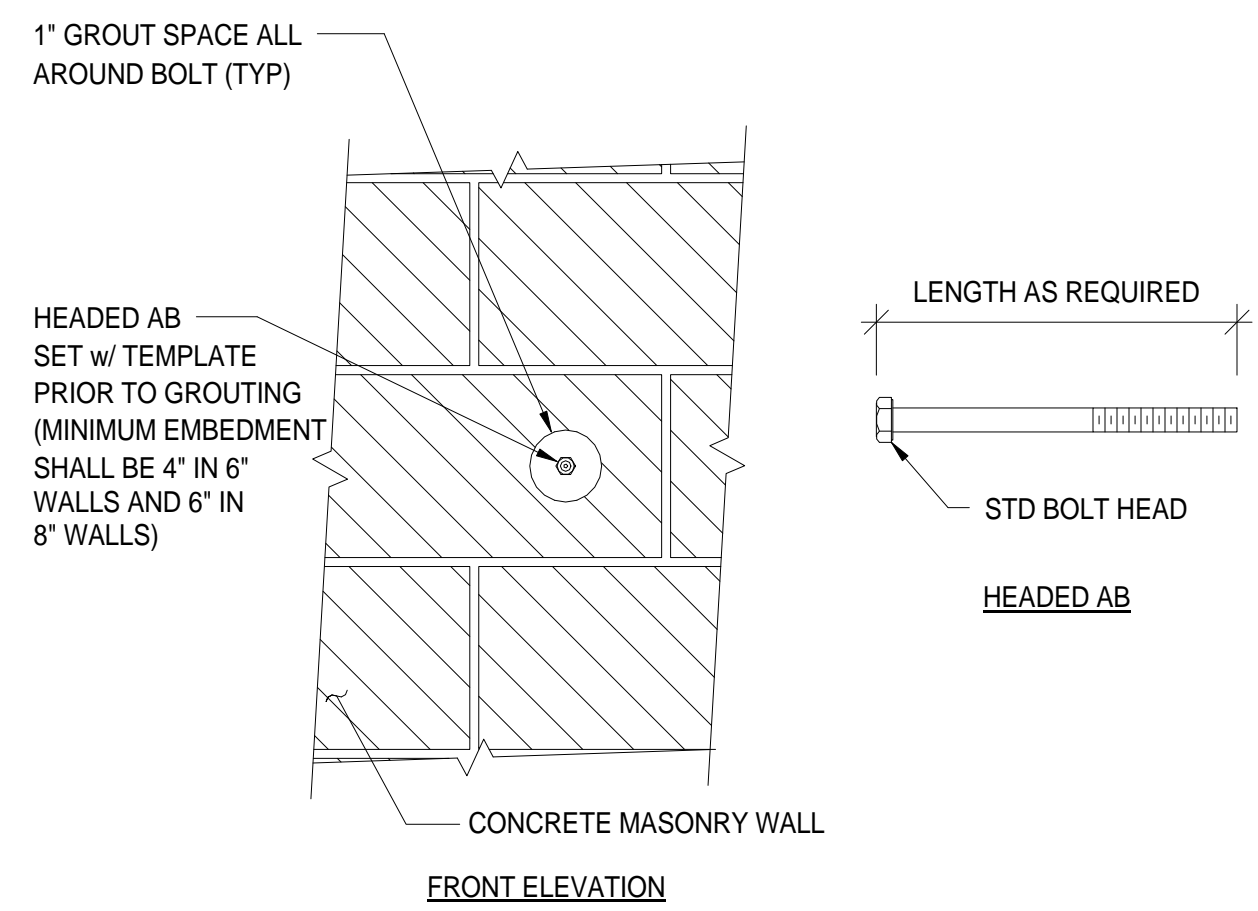 1" GROUT SPACE ALL
AROUND BOLT (TYP)
HEADED AB
SET w/ TEMPLATE
PRIOR TO GROUTING
(MINIMUM EMBEDMENT
SHALL BE 4" IN 6"
WALLS AND 6" IN
8" WALLS)
CONCRETE MASONRY WALL
FRONT ELEVATION
LENGTH AS REQUIRED
STD BOLT HEAD
HEADED AB